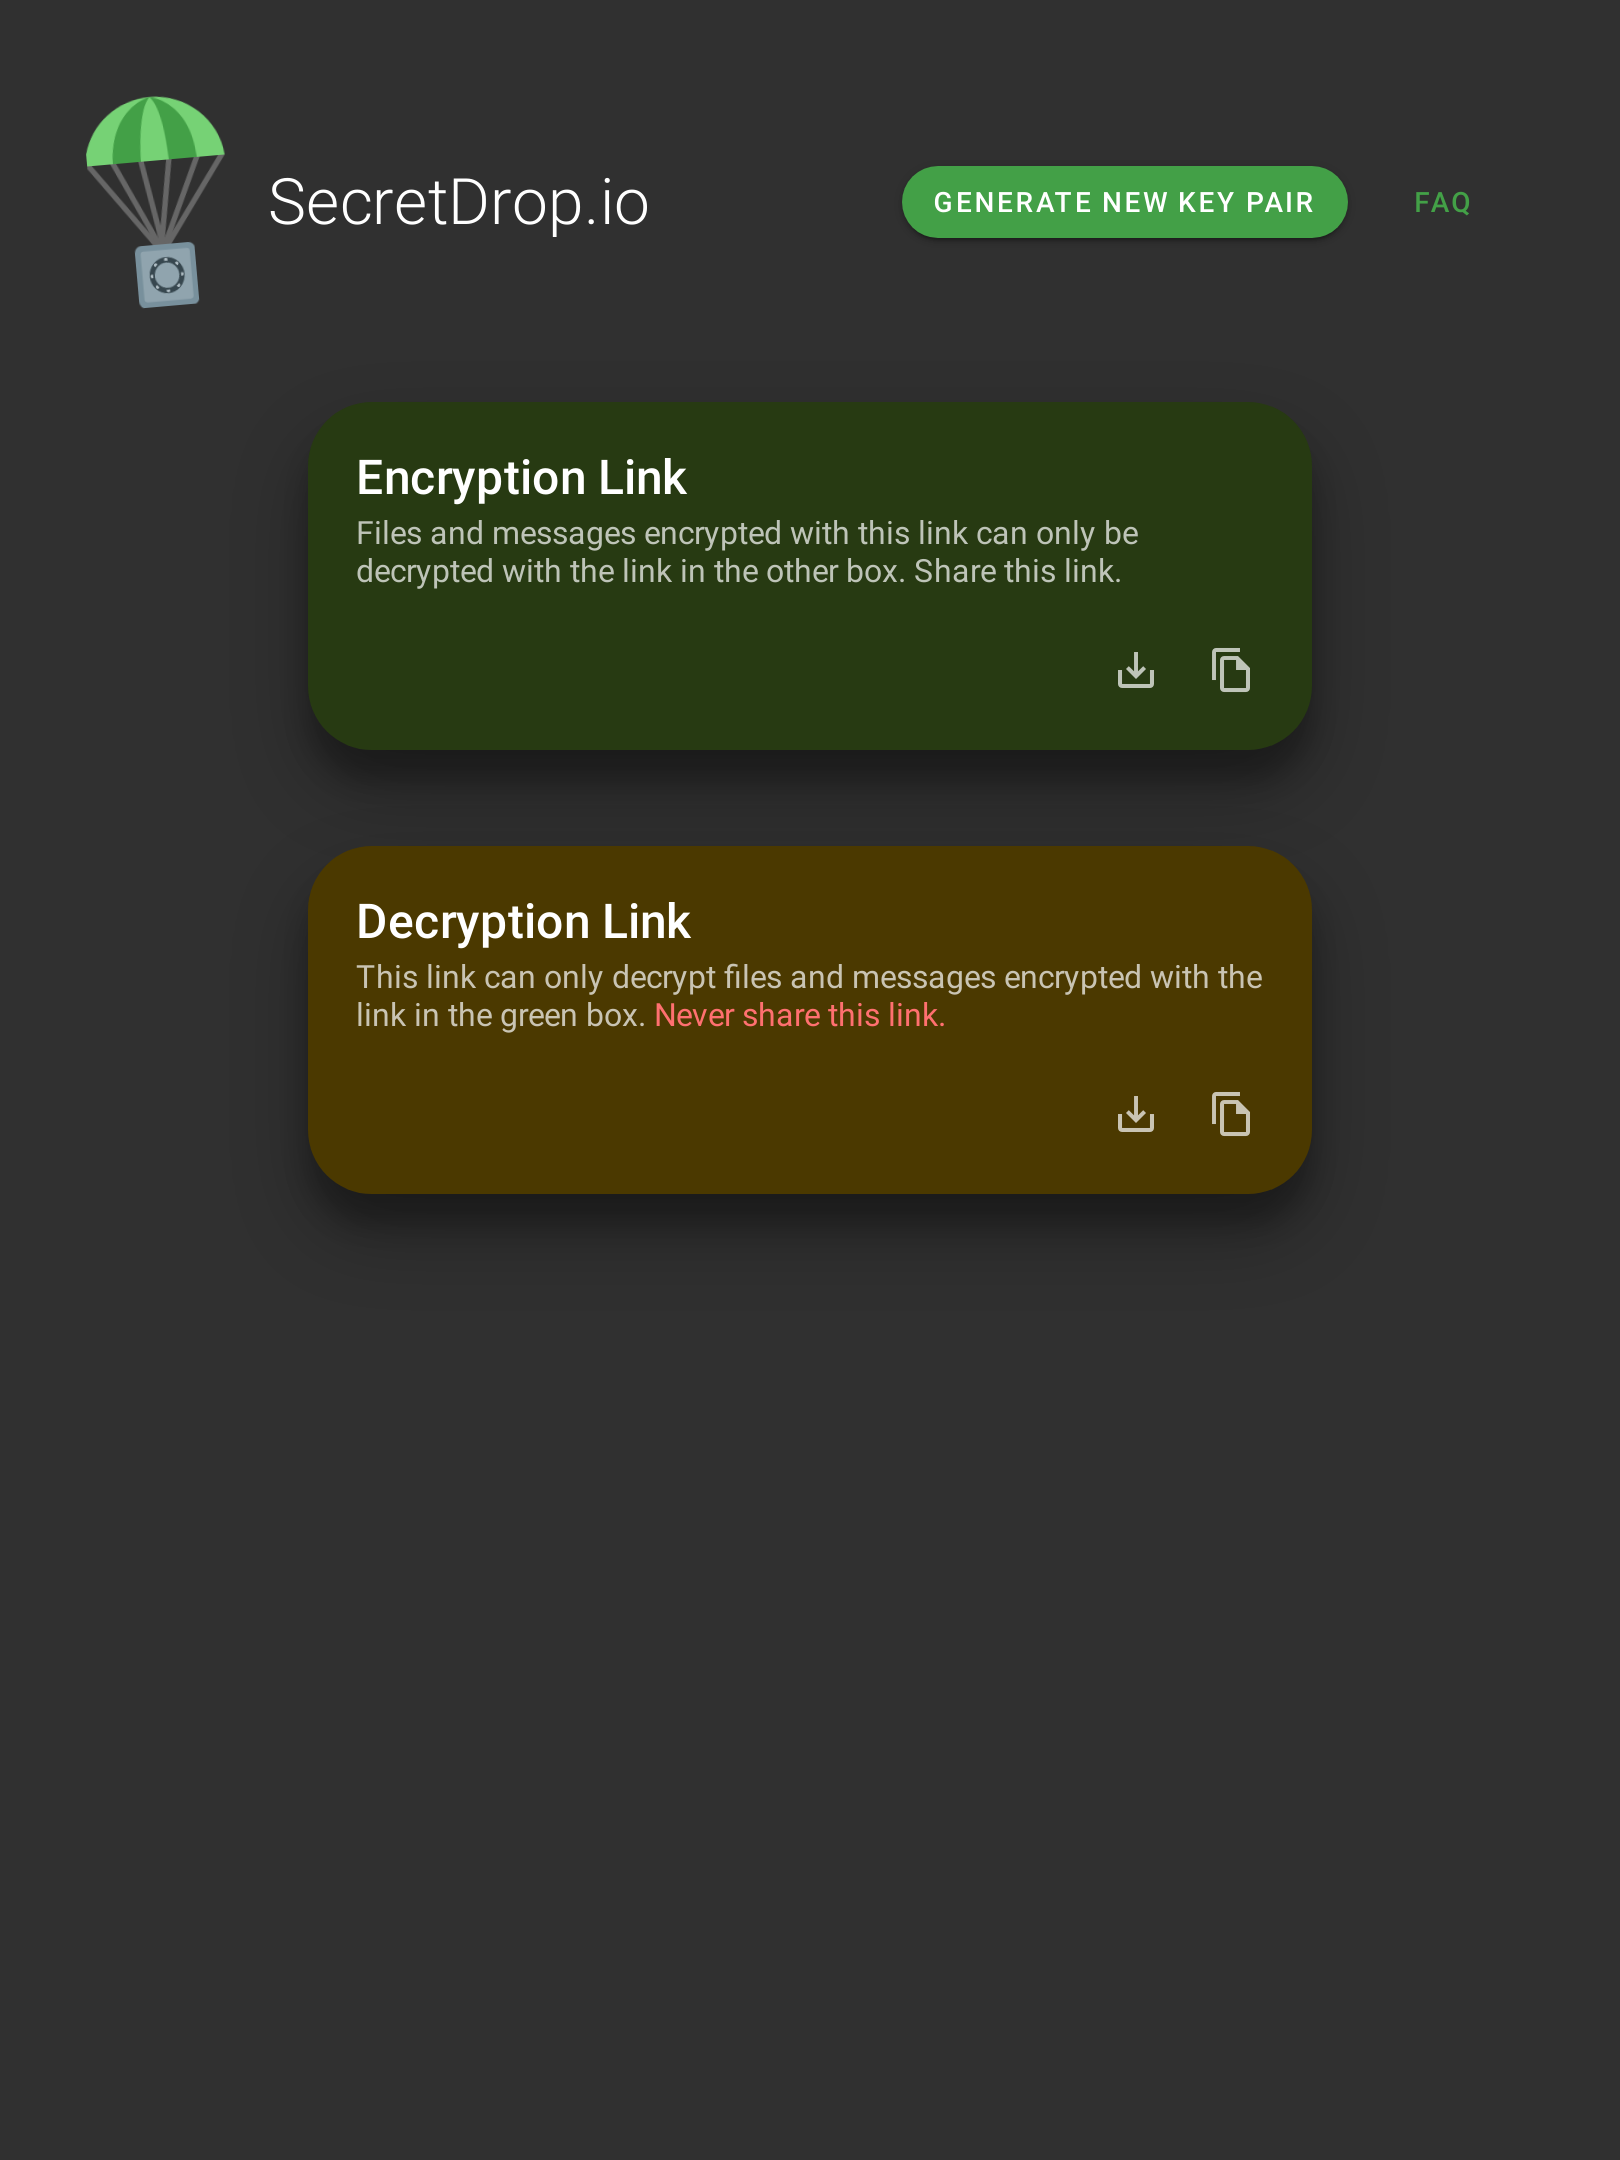 SecretDrop.io
GENERATE NEW KEY PAIR
FAQ
Encryption Link
Files and messages encrypted with this link can only be
decrypted with the link in the other box. Share this link.
Decryption Link
This link can only decrypt files and messages encrypted with the
link in the green box. Never share this link.